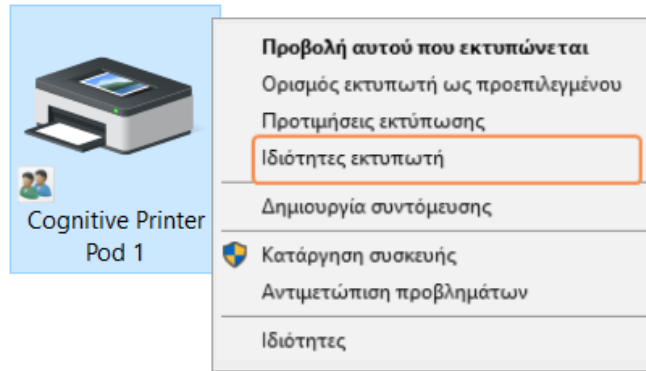 Cognitive Printer
Pod 1
Προβολή αυτού που εκτυπώνεται
Ορισμός εκτυπωτή ως προεπιλεγμένου
Προτιμήσεις εκτύπωσης
Ιδιότητες εκτυπωτή
Δημιουργία συντόμευσης
Κατάργηση συσκευής
Αντιμετώπιση προβλημάτων
Ιδιότητες